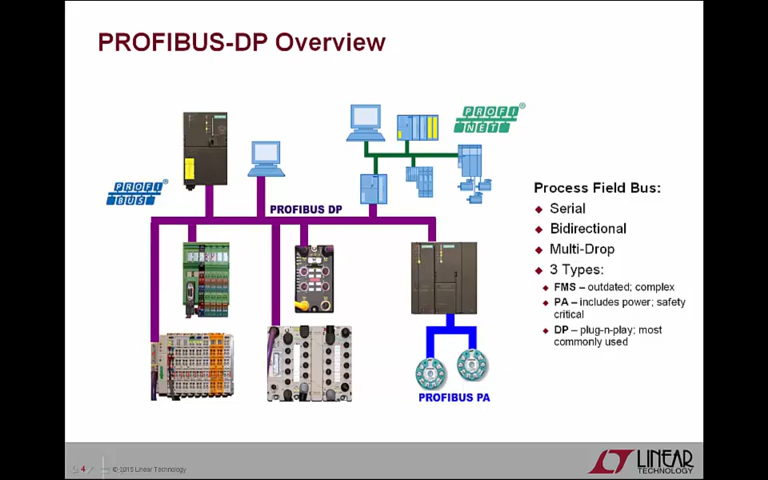 PROFIBUS-DP Overview
PROFI
NET
PROFI
BUS
PROFIBUS DP
PROFIBUS PA
Process Field Bus:
Serial
Bidirectional
Multi-Drop
3 Types:
FMS – outdated; complex
PA – includes power; safety
critical
DP – plug-n-play; most
commonly used
4
© 2015 Linear Technology
LINEAR
TECHNOLOGY